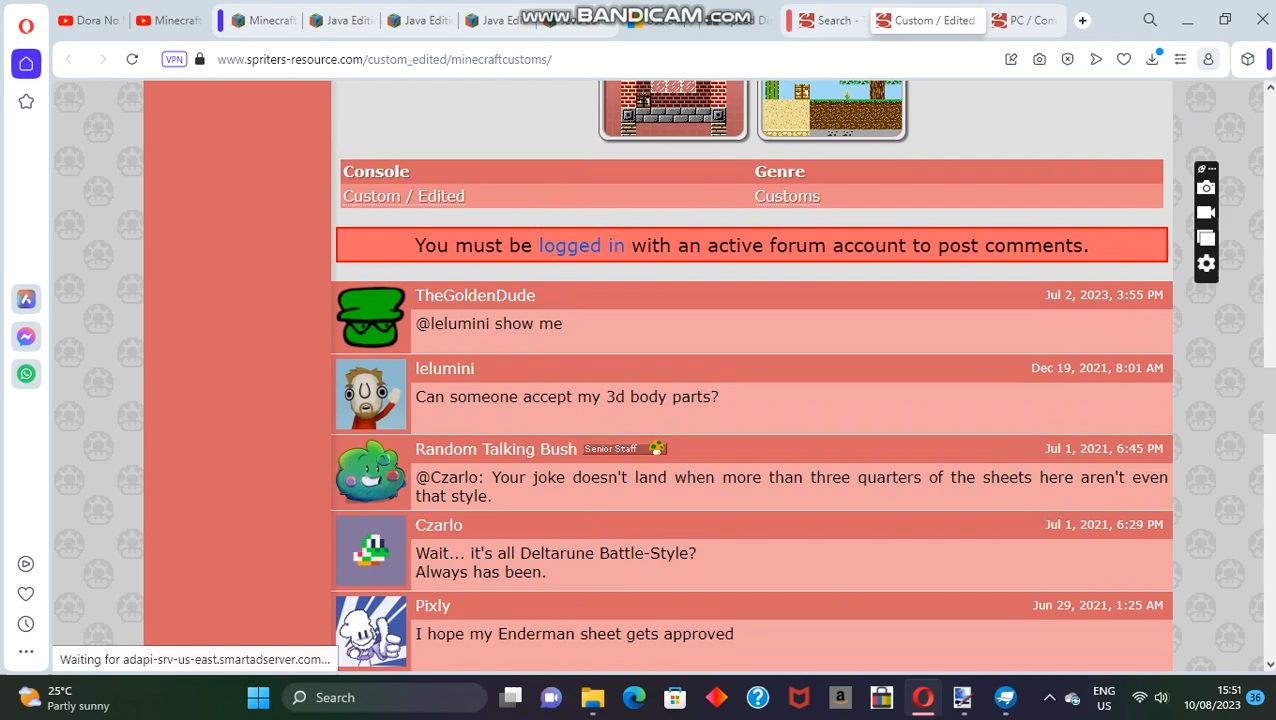 Dora No M
Minecraft
Minecraf
Java Editi
Java Editi
Java Edi
www.BANDICAM.com
Search - T
Custom / Edited
PC / Com
VPN
www.spriters-resource.com/custom_edited/minecraftcustoms/
Console
Genre
Custom / Edited
Customs
You must be logged in with an active forum account to post comments.
TheGoldenDude
Jul 2, 2023, 3:55 PM
@lelumini show me
lelumini
Dec 19, 2021, 8:01 AM
Can someone accept my 3d body parts?
Random Talking Bush
Senior Staff
Jul 1, 2021, 6:45 PM
@Czarlo: Your joke doesn't land when more than three quarters of the sheets here aren't even
that style.
Czarlo
Jul 1, 2021, 6:29 PM
Wait... it's all Deltarune Battle-Style?
Always has been.
Pixly
Jun 29, 2021, 1:25 AM
I hope my Enderman sheet gets approved
Waiting for adapi-srv-us-east.smartadserver.com...
25°C
Partly sunny
Search
ENG
US
15:51
10/08/2023
36